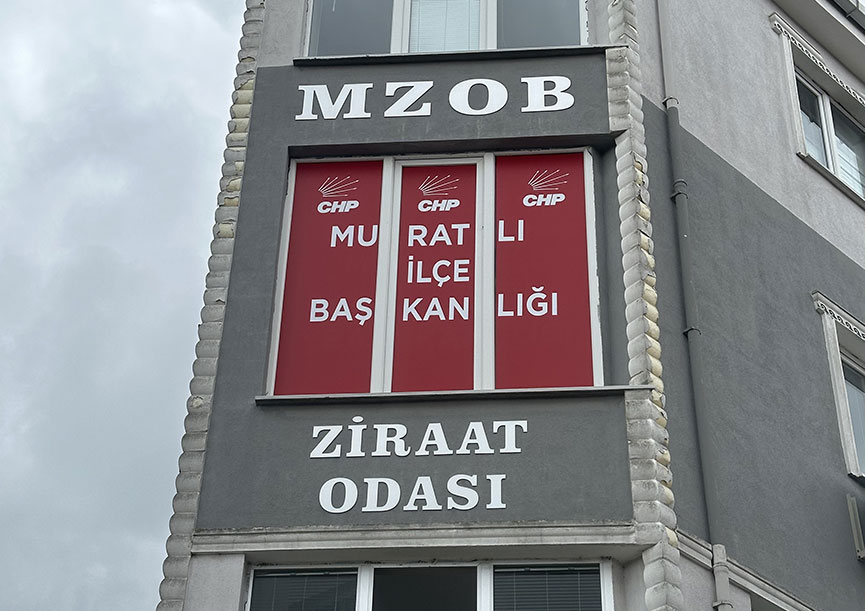 MZOB
CHP CHP CHP
MURATLI
İLÇE
BAŞKANLIĞI
ZİRAAT
ODASI